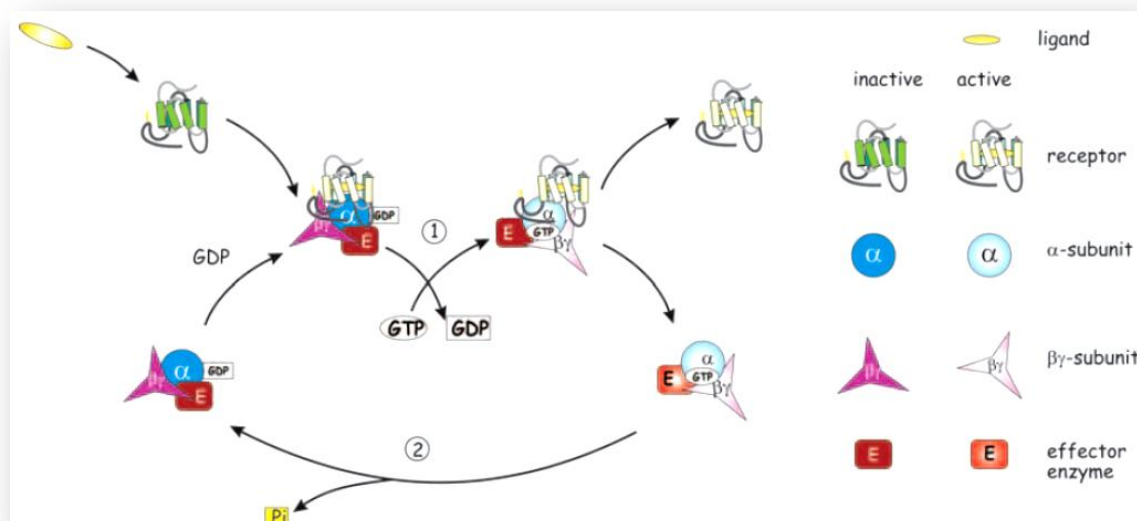 ligand
inactive active
receptor
α GDP
βγ
E
①
α
E GTP
βγ
GDP
GTP GDP
α-subunit
α α
α GDP
βγ
E
α
E GTP
βγ
βγ-subunit
βγ βγ
②
Pi
E E
effector
enzyme